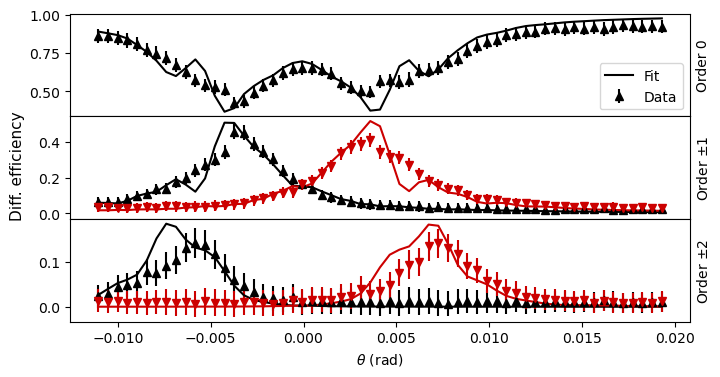 1.00
0.75
0.50
Order 0
Fit
Data
Diff. efficiency
0.4
0.2
0.0
Order ±1
0.1
0.0
Order ±2
−0.010
−0.005
0.000
0.005
0.010
0.015
0.020
θ (rad)